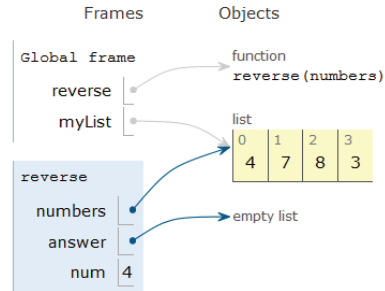 Frames Objects
Global frame
reverse
myList
function
reverse(numbers)
list
0 1 2 3
4 7 8 3
reverse
numbers
answer
num 4
empty list